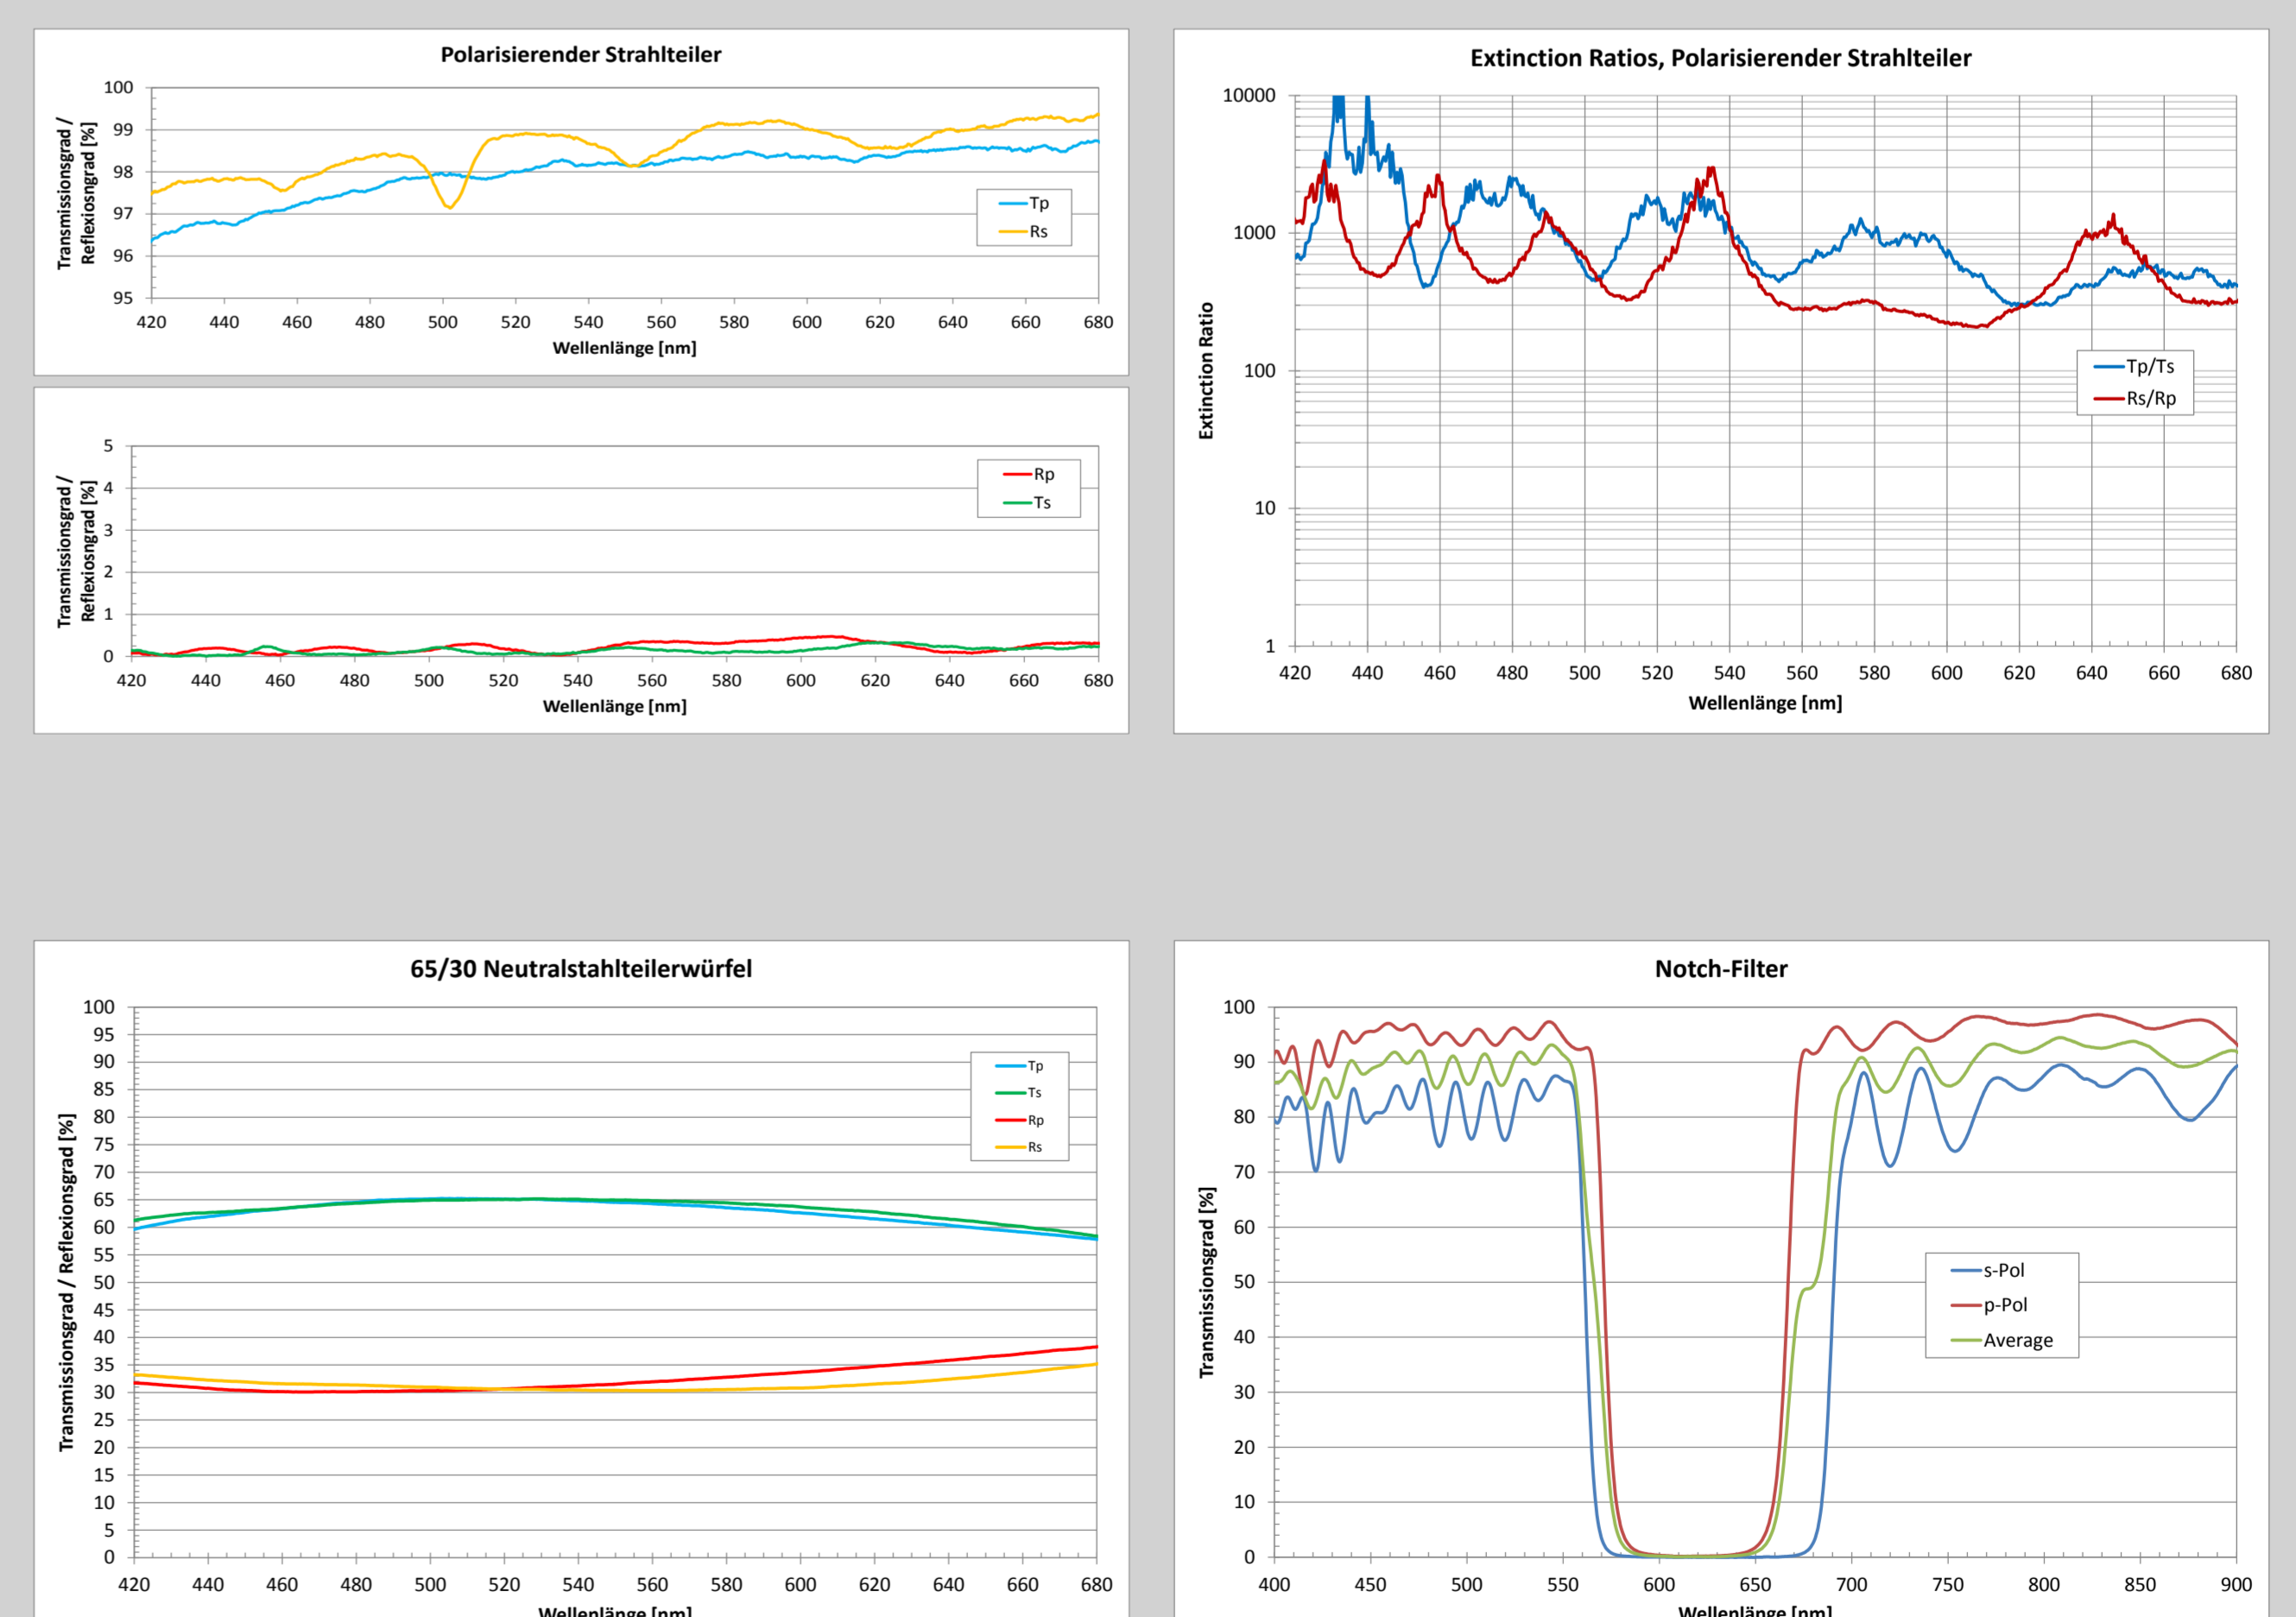 Polarisierender Strahlteiler
Transmissionsgrad /
Reflexiosngrad [%]
100
99
98
97
96
95
Tp
Rs
420 440 460 480 500 520 540 560 580 600 620 640 660 680
Wellenlänge [nm]
Transmissionsgrad /
Reflexiosngrad [%]
5
4
3
2
1
0
Rp
Ts
420 440 460 480 500 520 540 560 580 600 620 640 660 680
Wellenlänge [nm]
Extinction Ratios, Polarisierender Strahlteiler
Extinction Ratio
10000
1000
100
10
1
Tp/Ts
Rs/Rp
420 440 460 480 500 520 540 560 580 600 620 640 660 680
Wellenlänge [nm]
65/30 Neutralstahlteilerwürfel
Transmissionsgrad / Reflexionsgrad [%]
100
95
90
85
80
75
70
65
60
55
50
45
40
35
30
25
20
15
10
5
0
Tp
Ts
Rp
Rs
420 440 460 480 500 520 540 560 580 600 620 640 660 680
Wellenlänge [nm]
Notch-Filter
Transmissionsgrad [%]
100
90
80
70
60
50
40
30
20
10
0
s-Pol
p-Pol
Average
400 450 500 550 600 650 700 750 800 850 900
Wellenlänge [nm]